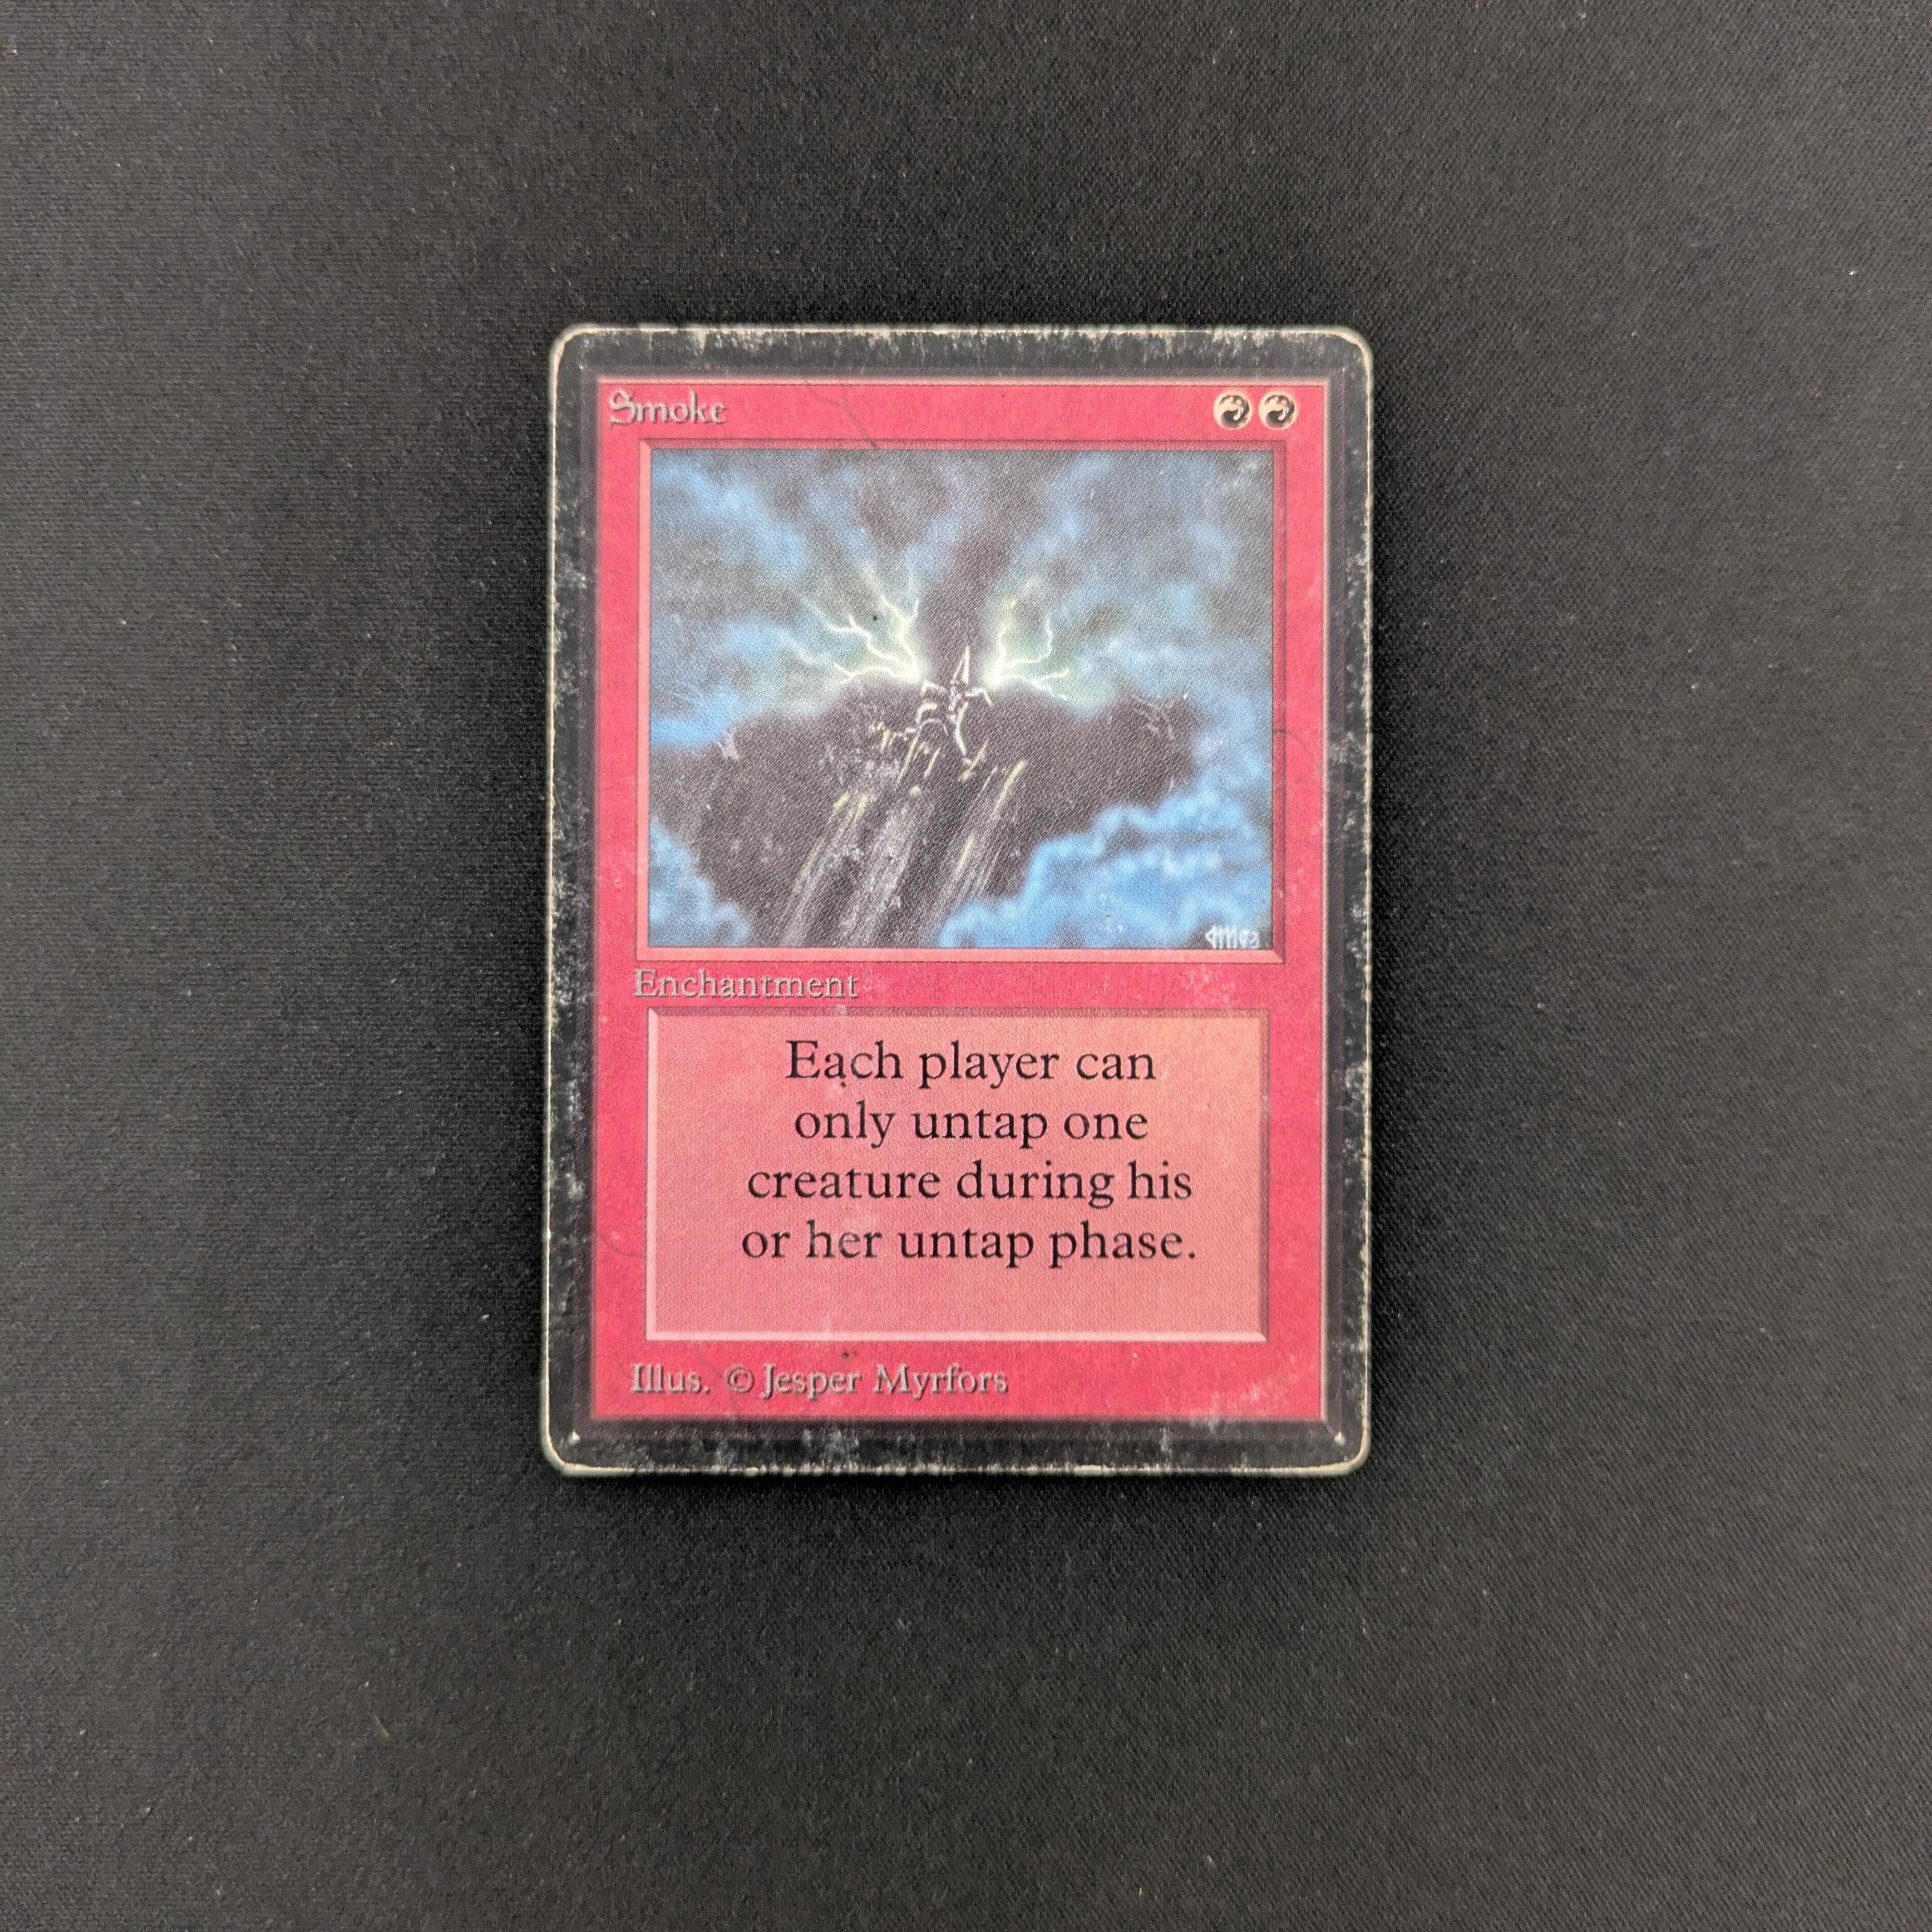 Smoke
Enchantment
Each player can
only untap one
creature during his
or her untap phase.
Illus. © Jesper Myrfors